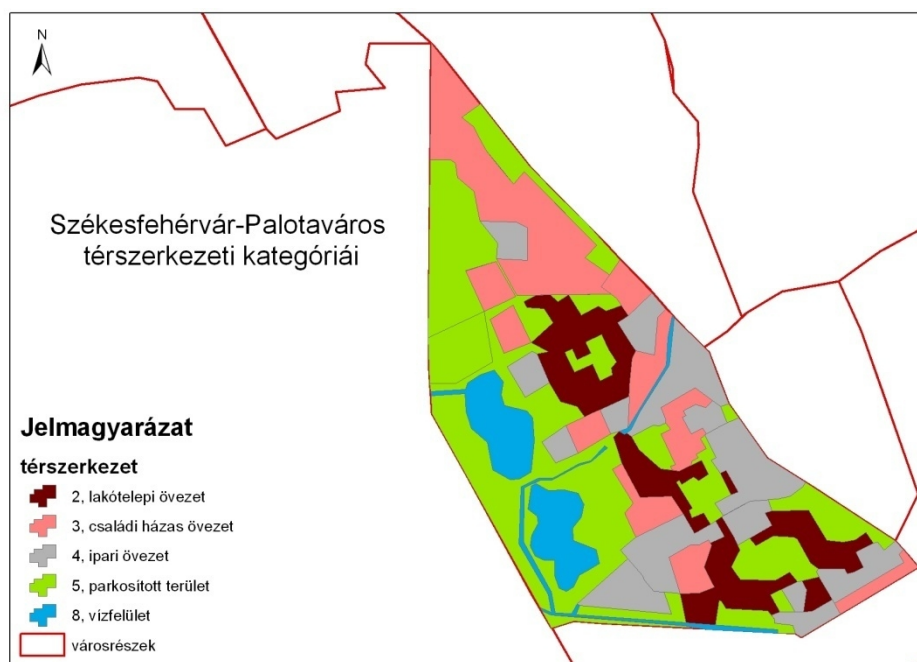 N
Székesfehérvár-Palotaváros
térszerkezeti kategóriái
Jelmagyarázat
térszerkezet
2, lakótelepi övezet
3, családi házas övezet
4, ipari övezet
5, parkosított terület
8, vízfelület
városrészek